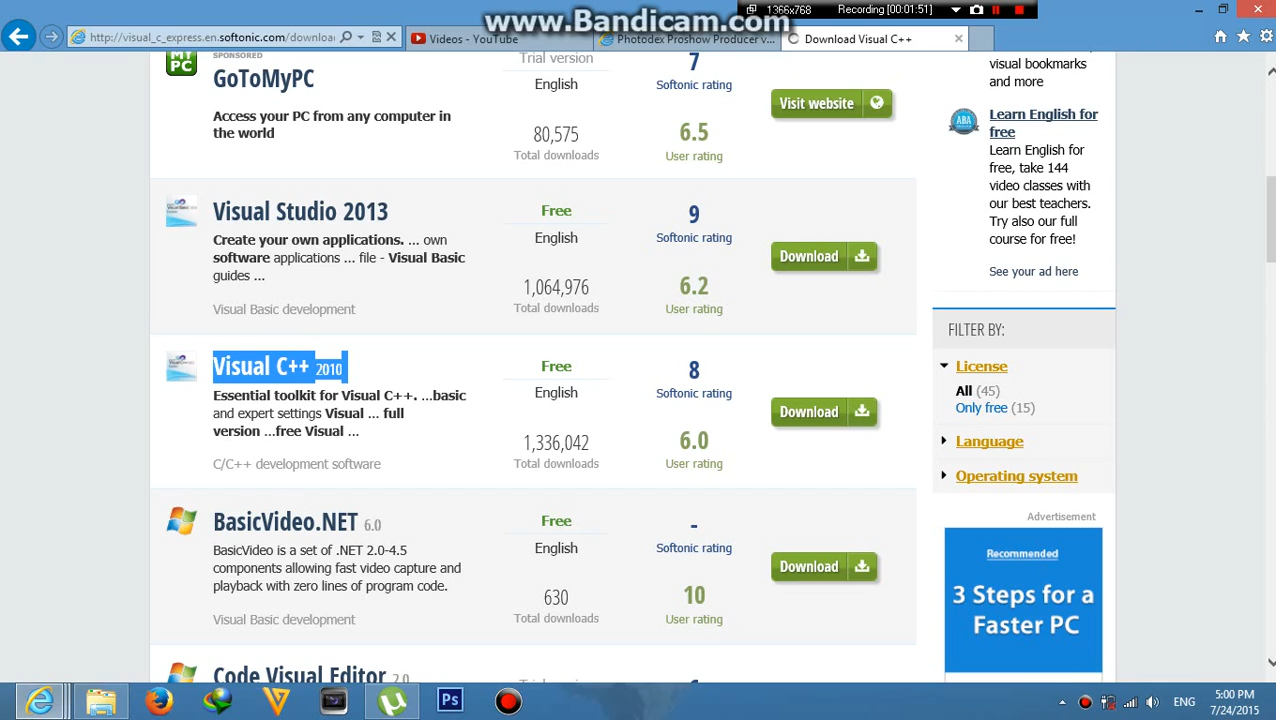 www.Bandicam.com
1366x768 Recording [00:01:51]
http://visual_c_express.en.softonic.com/downloa
Videos - YouTube
Photodex Proshow Producer v...
Download Visual C++
MY PC
SPONSORED
GoToMyPC
Access your PC from any computer in
the world
Trial version
English
80,575
Total downloads
7
Softonic rating
6.5
User rating
Visit website
Visual Studio 2013
Create your own applications. ... own
software applications ... file - Visual Basic
guides ...
Visual Basic development
Free
English
1,064,976
Total downloads
9
Softonic rating
6.2
User rating
Download
Visual C++ 2010
Essential toolkit for Visual C++. ...basic
and expert settings Visual ... full
version ...free Visual ...
C/C++ development software
Free
English
1,336,042
Total downloads
8
Softonic rating
6.0
User rating
Download
BasicVideo.NET 6.0
BasicVideo is a set of .NET 2.0-4.5
components allowing fast video capture and
playback with zero lines of program code.
Visual Basic development
Free
English
630
Total downloads
-
Softonic rating
10
User rating
Download
Code Visual Editor 2.0
Trial version
visual bookmarks
and more
Learn English for
free
Learn English for
free, take 144
video classes with
our best teachers.
Try also our full
course for free!
See your ad here
FILTER BY:
License
All (45)
Only free (15)
Language
Operating system
Advertisement
Recommended
3 Steps for a
Faster PC
Ps
ENG
5:00 PM
7/24/2015